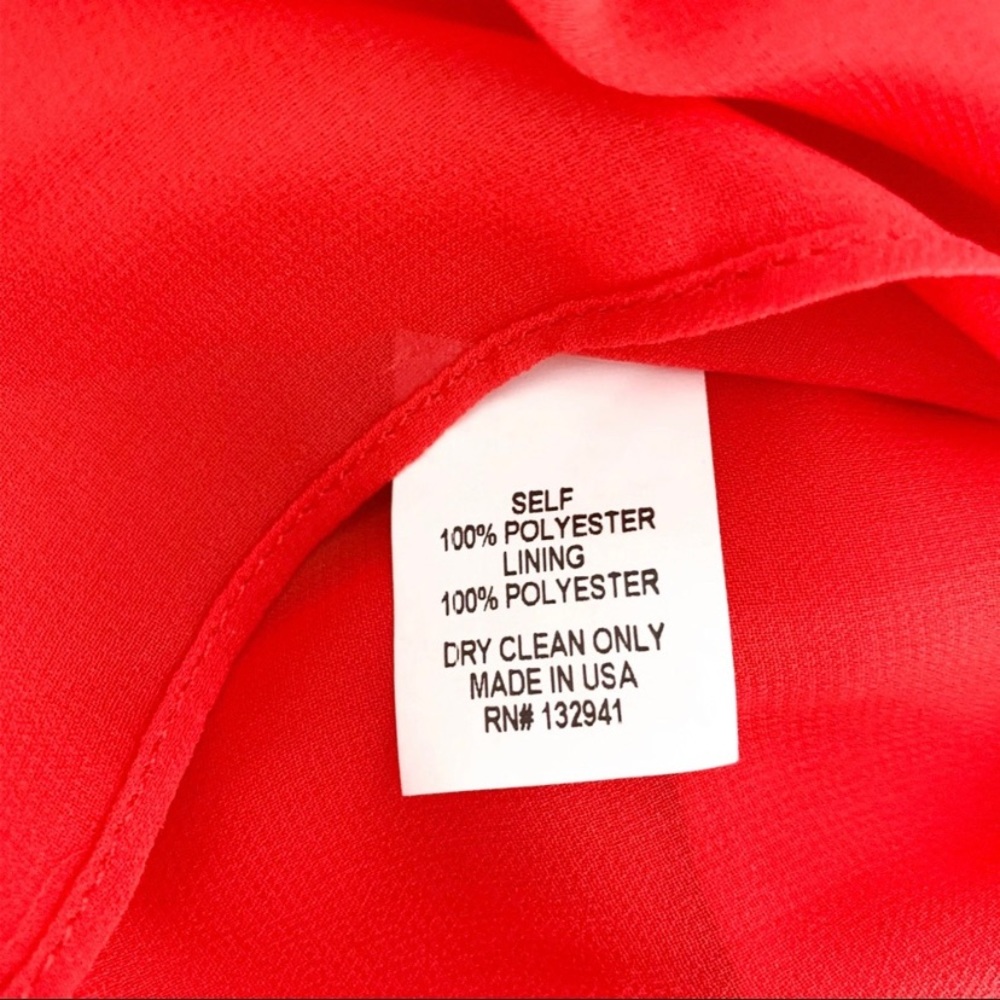 SELF
100% POLYESTER
LINING
100% POLYESTER
DRY CLEAN ONLY
MADE IN USA
RN# 132941